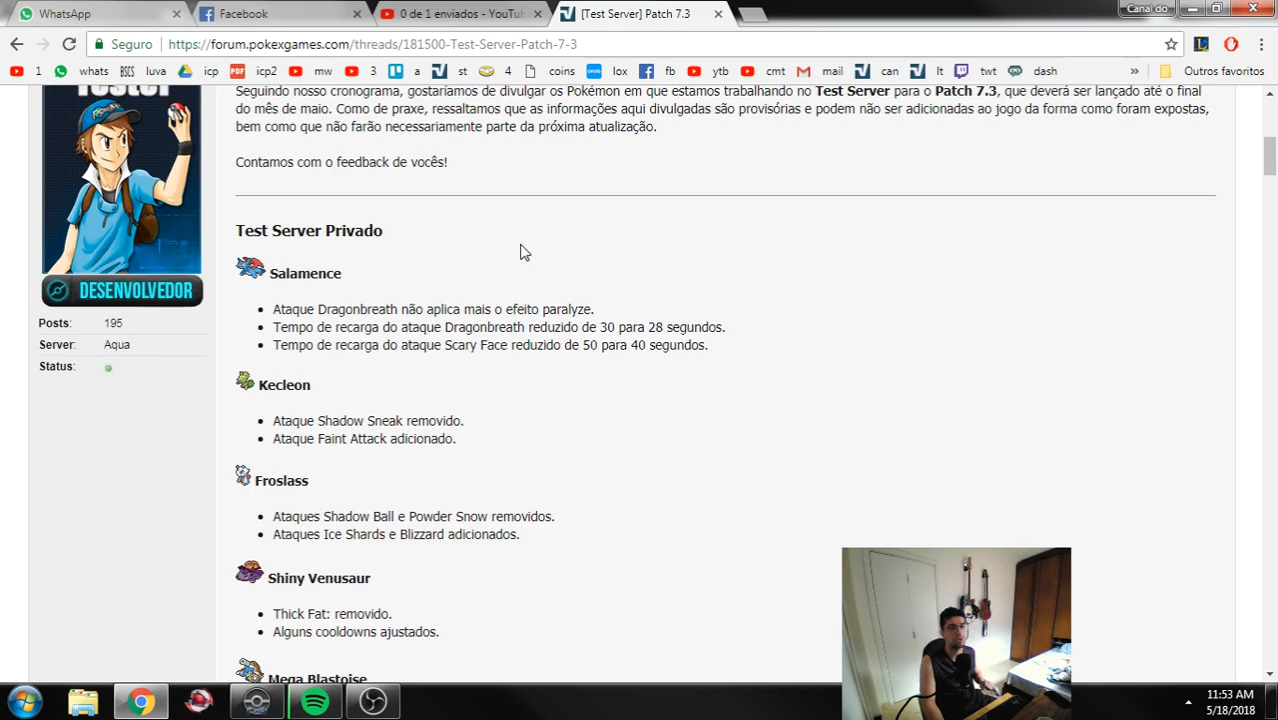 WhatsApp
Facebook
0 de 1 enviados - YouTu
[Test Server] Patch 7.3
Canal do
Seguro
https://forum.pokexgames.com/threads/181500-Test-Server-Patch-7-3
1 whats BSCS luva icp icp2 mw 3 a st 4 coins lox fb ytb cmt mail can lt twt dash » Outros favoritos
Tester
Seguindo nosso cronograma, gostaríamos de divulgar os Pokémon em que estamos trabalhando no Test Server para o Patch 7.3, que deverá ser lançado até o final
do mês de maio. Como de praxe, ressaltamos que as informações aqui divulgadas são provisórias e podem não ser adicionadas ao jogo da forma como foram expostas,
bem como que não farão necessariamente parte da próxima atualização.
Contamos com o feedback de vocês!
DESENVOLVEDOR
Posts: 195
Server: Aqua
Status:
Test Server Privado
Salamence
• Ataque Dragonbreath não aplica mais o efeito paralyze.
• Tempo de recarga do ataque Dragonbreath reduzido de 30 para 28 segundos.
• Tempo de recarga do ataque Scary Face reduzido de 50 para 40 segundos.
Kecleon
• Ataque Shadow Sneak removido.
• Ataque Faint Attack adicionado.
Froslass
• Ataques Shadow Ball e Powder Snow removidos.
• Ataques Ice Shards e Blizzard adicionados.
Shiny Venusaur
• Thick Fat: removido.
• Alguns cooldowns ajustados.
Mega Blastoise
11:53 AM
5/18/2018